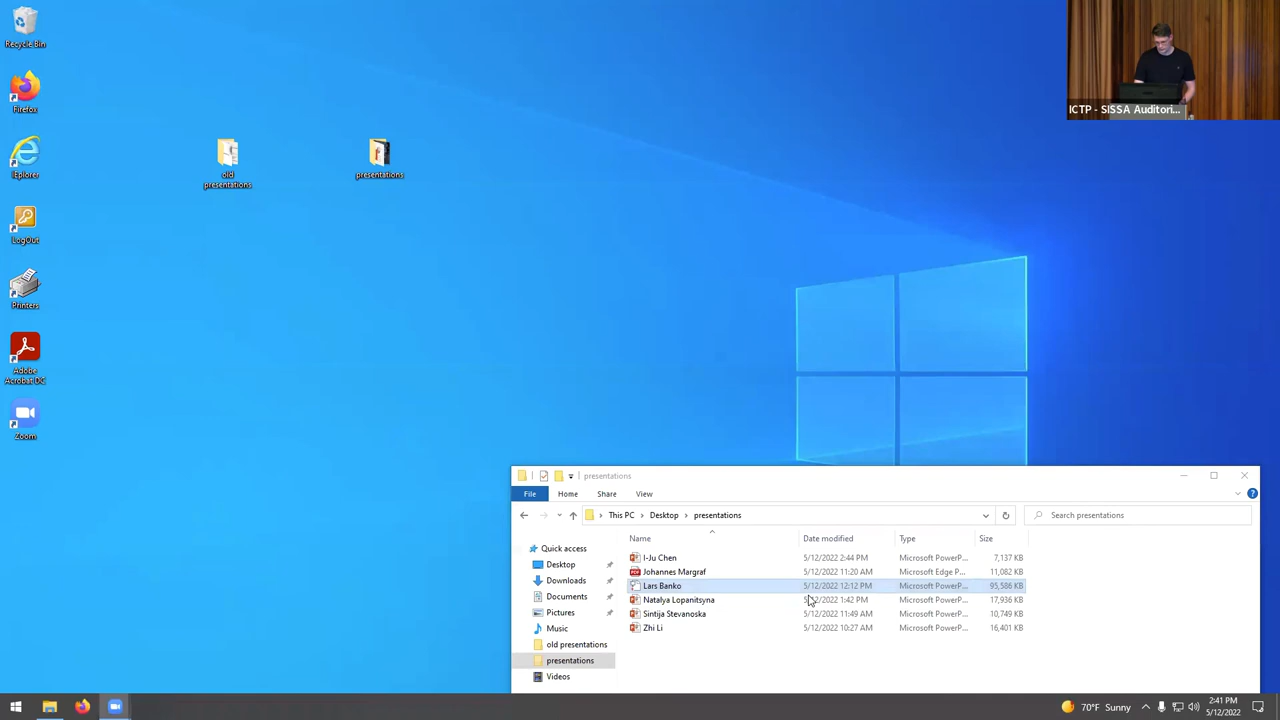 Recycle Bin
Firefox
iEplorer
LogOut
Printers
Adobe
Acrobat DC
Zoom
old
presentations
presentations
ICTP - SISSA Auditori...
presentations
File Home Share View
This PC Desktop presentations
Search presentations
Name Date modified Type Size
Quick access
Desktop
Downloads
Documents
Pictures
Music
old presentations
presentations
Videos
I-Ju Chen 5/12/2022 2:44 PM Microsoft PowerP... 7,137 KB
Johannes Margraf 5/12/2022 11:20 AM Microsoft Edge P... 11,082 KB
Lars Banko 5/12/2022 12:12 PM Microsoft PowerP... 95,586 KB
Natalya Lopanitsyna 5/12/2022 1:42 PM Microsoft PowerP... 17,936 KB
Sintija Stevanoska 5/12/2022 11:49 AM Microsoft PowerP... 10,749 KB
Zhi Li 5/12/2022 10:27 AM Microsoft PowerP... 16,401 KB
70°F Sunny
2:41 PM
5/12/2022